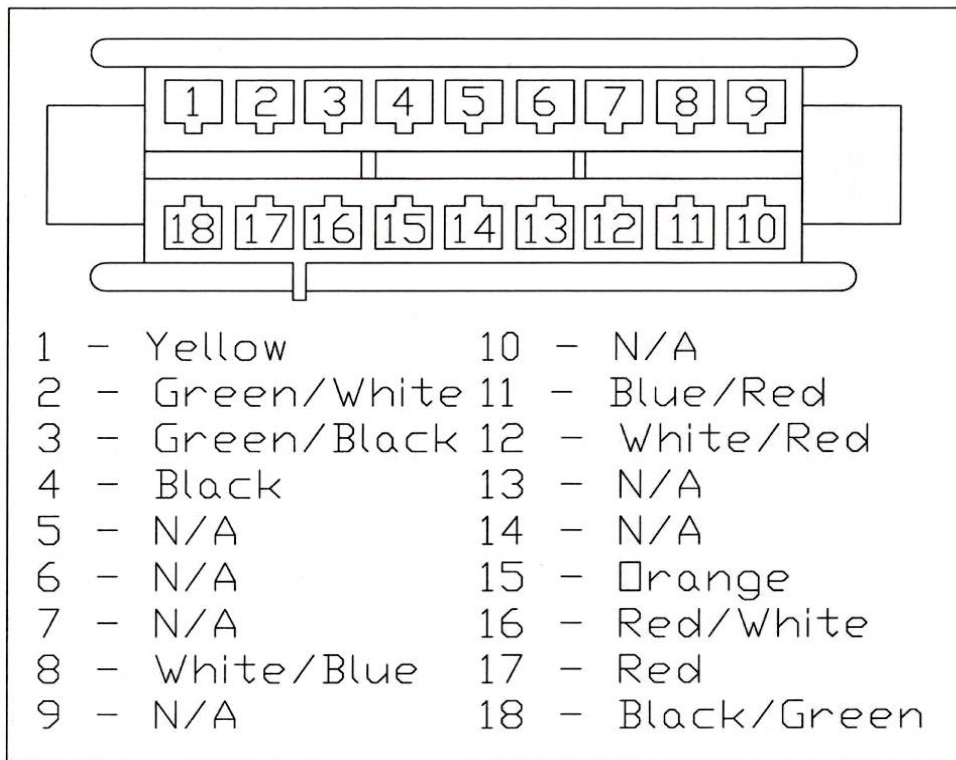 1 2 3 4 5 6 7 8 9
18 17 16 15 14 13 12 11 10
1 - Yellow
2 - Green/White
3 - Green/Black
4 - Black
5 - N/A
6 - N/A
7 - N/A
8 - White/Blue
9 - N/A
10 - N/A
11 - Blue/Red
12 - White/Red
13 - N/A
14 - N/A
15 - Orange
16 - Red/White
17 - Red
18 - Black/Green